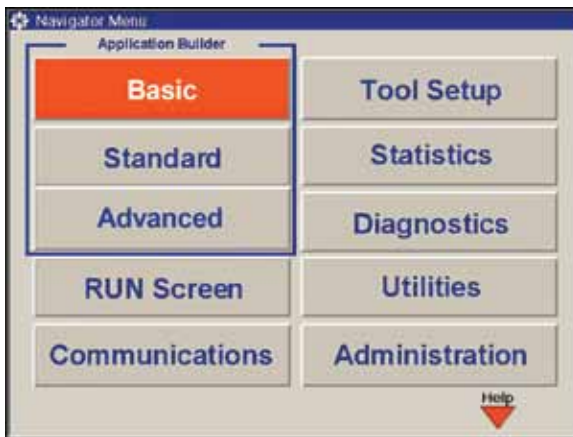 Navigator Menu
Application Builder
Basic
Standard
Advanced
RUN Screen
Communications
Tool Setup
Statistics
Diagnostics
Utilities
Administration
Help